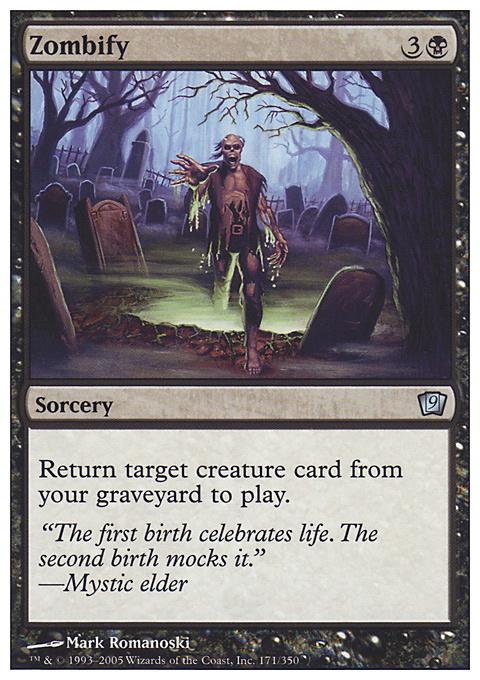 Zombify 3
Sorcery 9
Return target creature card from
your graveyard to play.
“The first birth celebrates life. The
second birth mocks it.”
—Mystic elder
Mark Romanoski
™ & © 1993–2005 Wizards of the Coast, Inc. 171/350